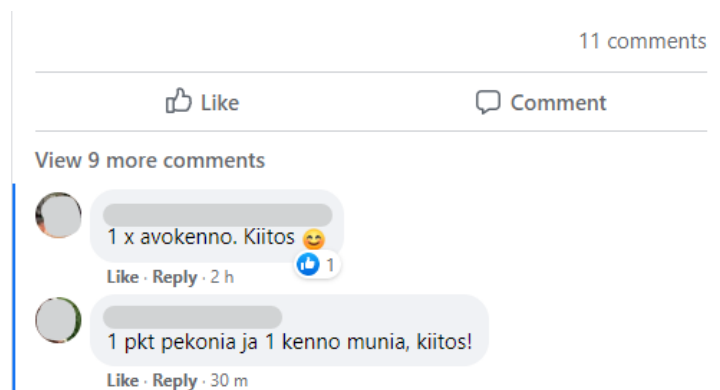 11 comments
Like Comment
View 9 more comments
1 x avokenno. Kiitos 😊
1
Like · Reply · 2 h
1 pkt pekonia ja 1 kenno munia, kiitos!
Like · Reply · 30 m